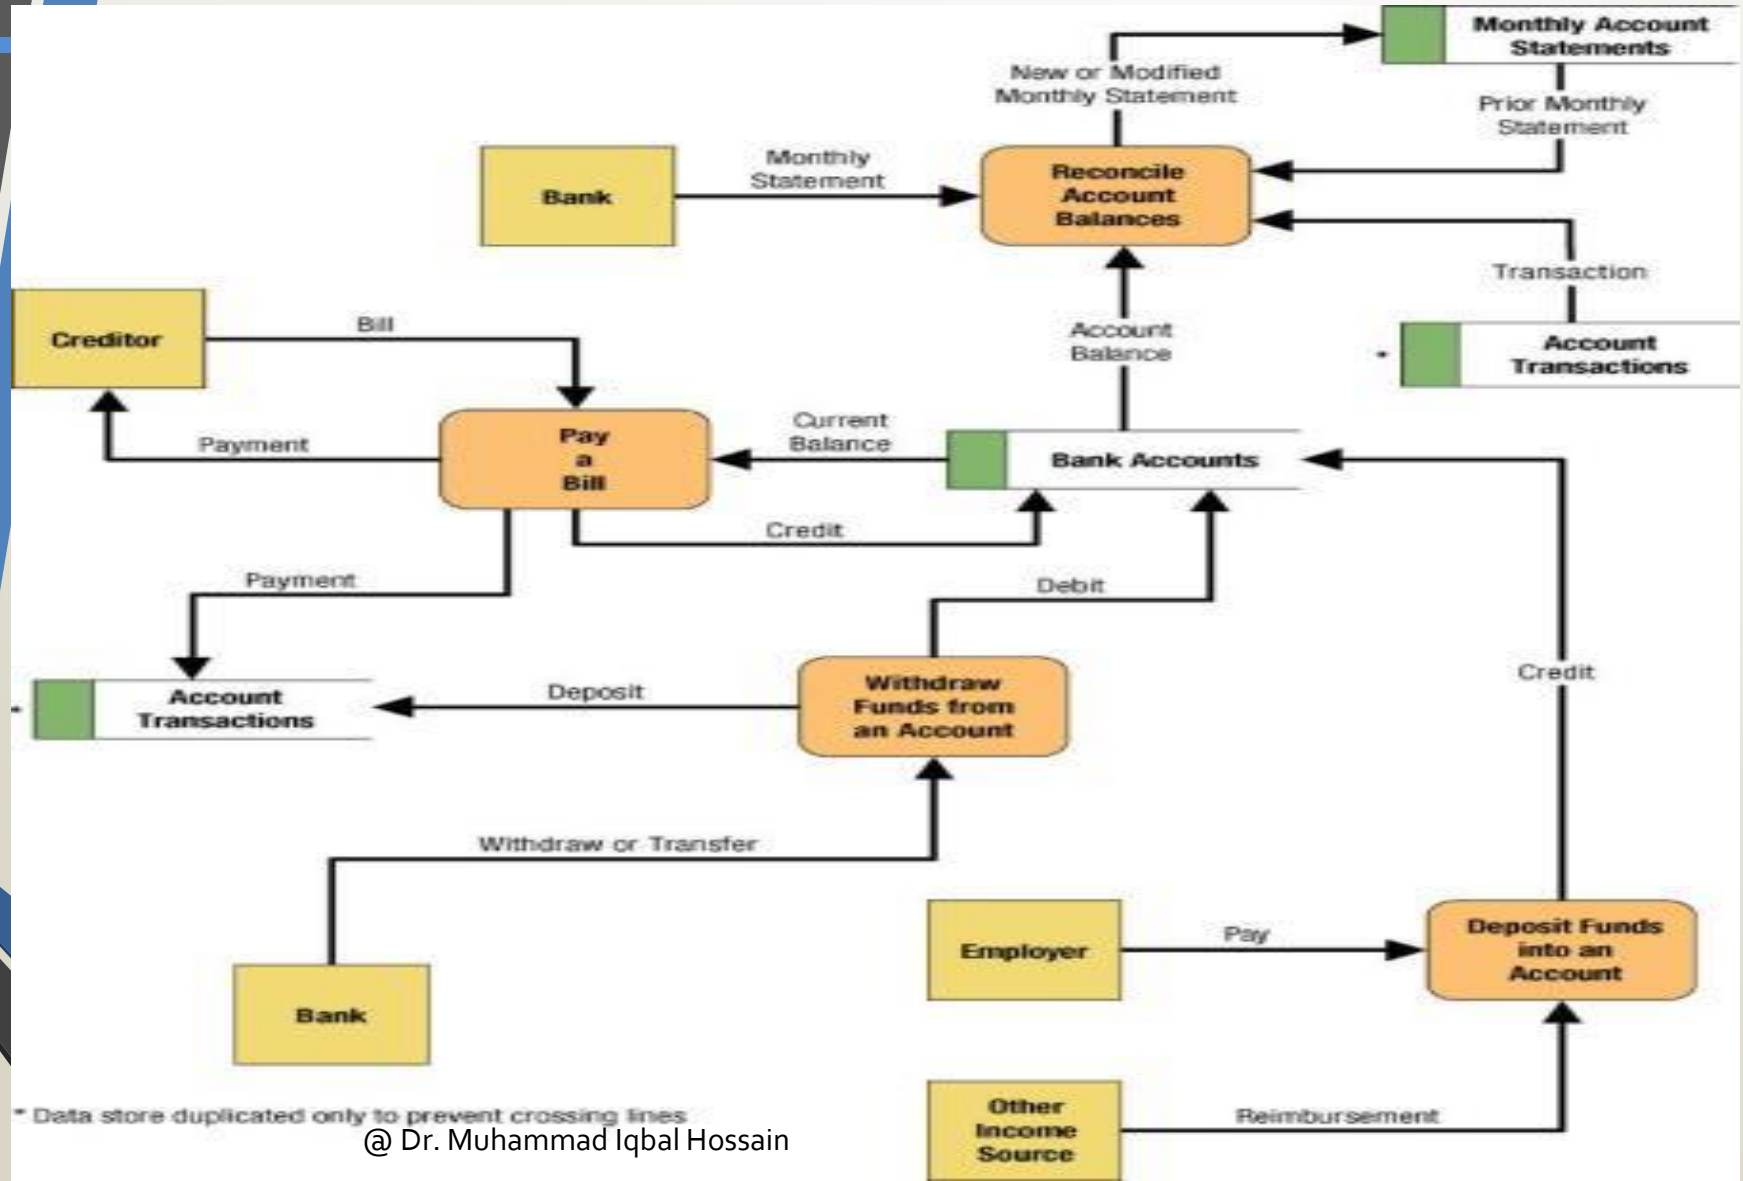 Monthly Account
Statements
New or Modified
Monthly Statement
Prior Monthly
Statement
Bank
Monthly
Statement
Reconcile
Account
Balances
Transaction
Creditor
Bill
Account
Balance
* Account
Transactions
Payment
Pay
a
Bill
Current
Balance
Bank Accounts
Credit
Payment
Debit
* Account
Transactions
Deposit
Withdraw
Funds from
an Account
Credit
Withdraw or Transfer
Employer
Pay
Deposit Funds
into an
Account
Bank
Other
Income
Source
Reimbursement
* Data store duplicated only to prevent crossing lines
@ Dr. Muhammad Iqbal Hossain